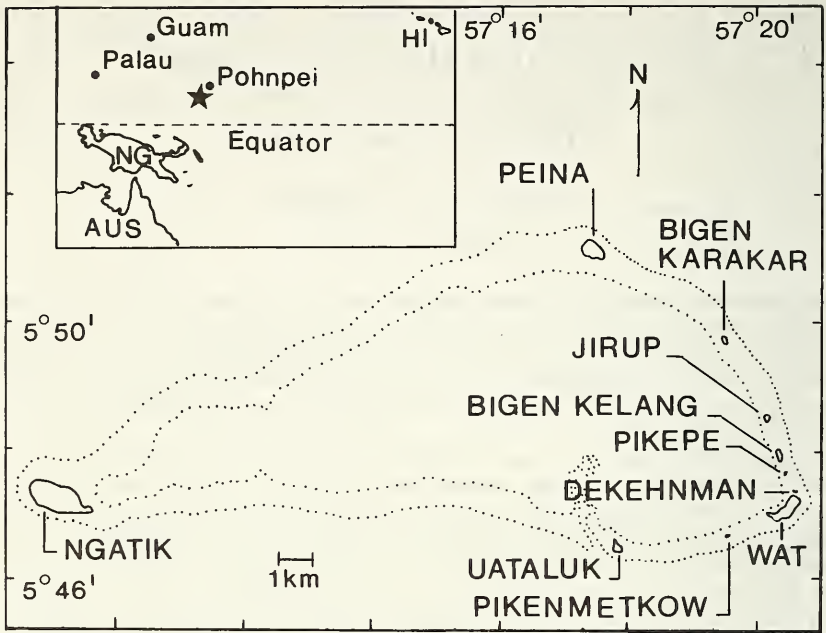 Guam
HI
57° 16'
57° 20'
Palau
Pohnpei
N
Equator
NG
AUS
PEINA
BIGEN
KARAKAR
5° 50'
JIRUP
BIGEN KELANG
PIKEPE
DEKEHNMAN
NGATIK
1km
WAT
UATALUK
5° 46'
PIKENMETKOW